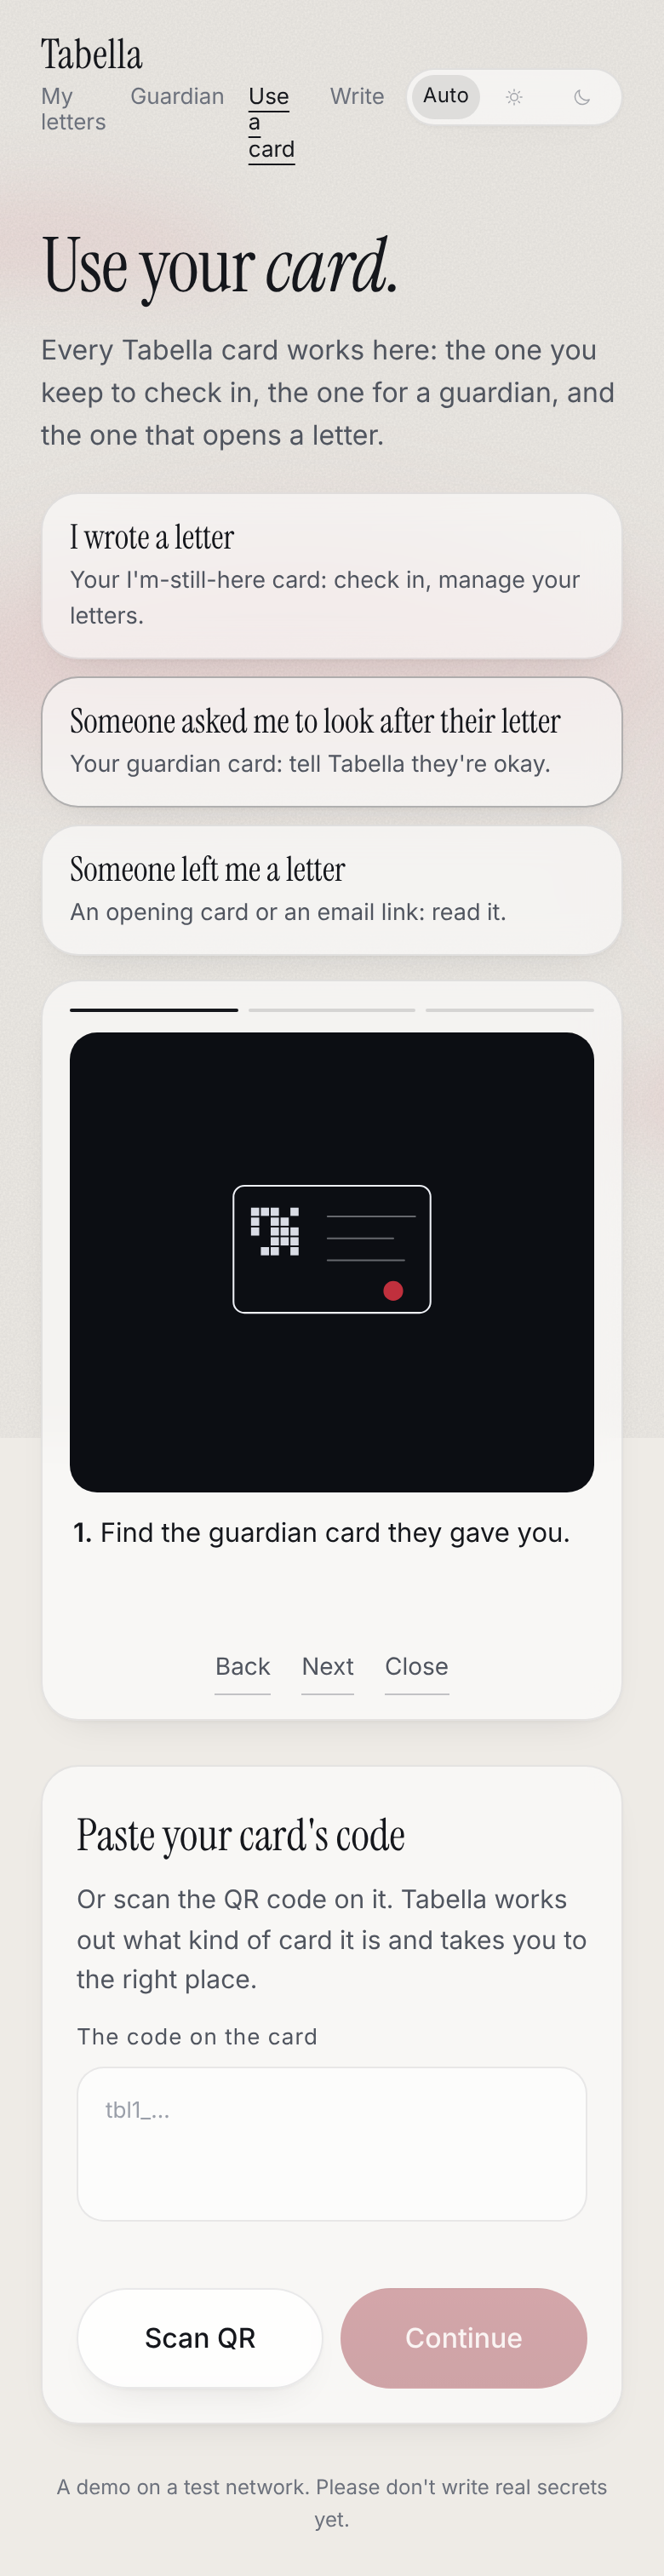 Tabella
My
letters
Guardian
Use
a
card
Write
Auto
Use your card.
Every Tabella card works here: the one you
keep to check in, the one for a guardian, and
the one that opens a letter.
I wrote a letter
Your I'm-still-here card: check in, manage your
letters.
Someone asked me to look after their letter
Your guardian card: tell Tabella they're okay.
Someone left me a letter
An opening card or an email link: read it.
1. Find the guardian card they gave you.
Back Next Close
Paste your card's code
Or scan the QR code on it. Tabella works
out what kind of card it is and takes you to
the right place.
The code on the card
tbl1_...
Scan QR
Continue
A demo on a test network. Please don't write real secrets
yet.